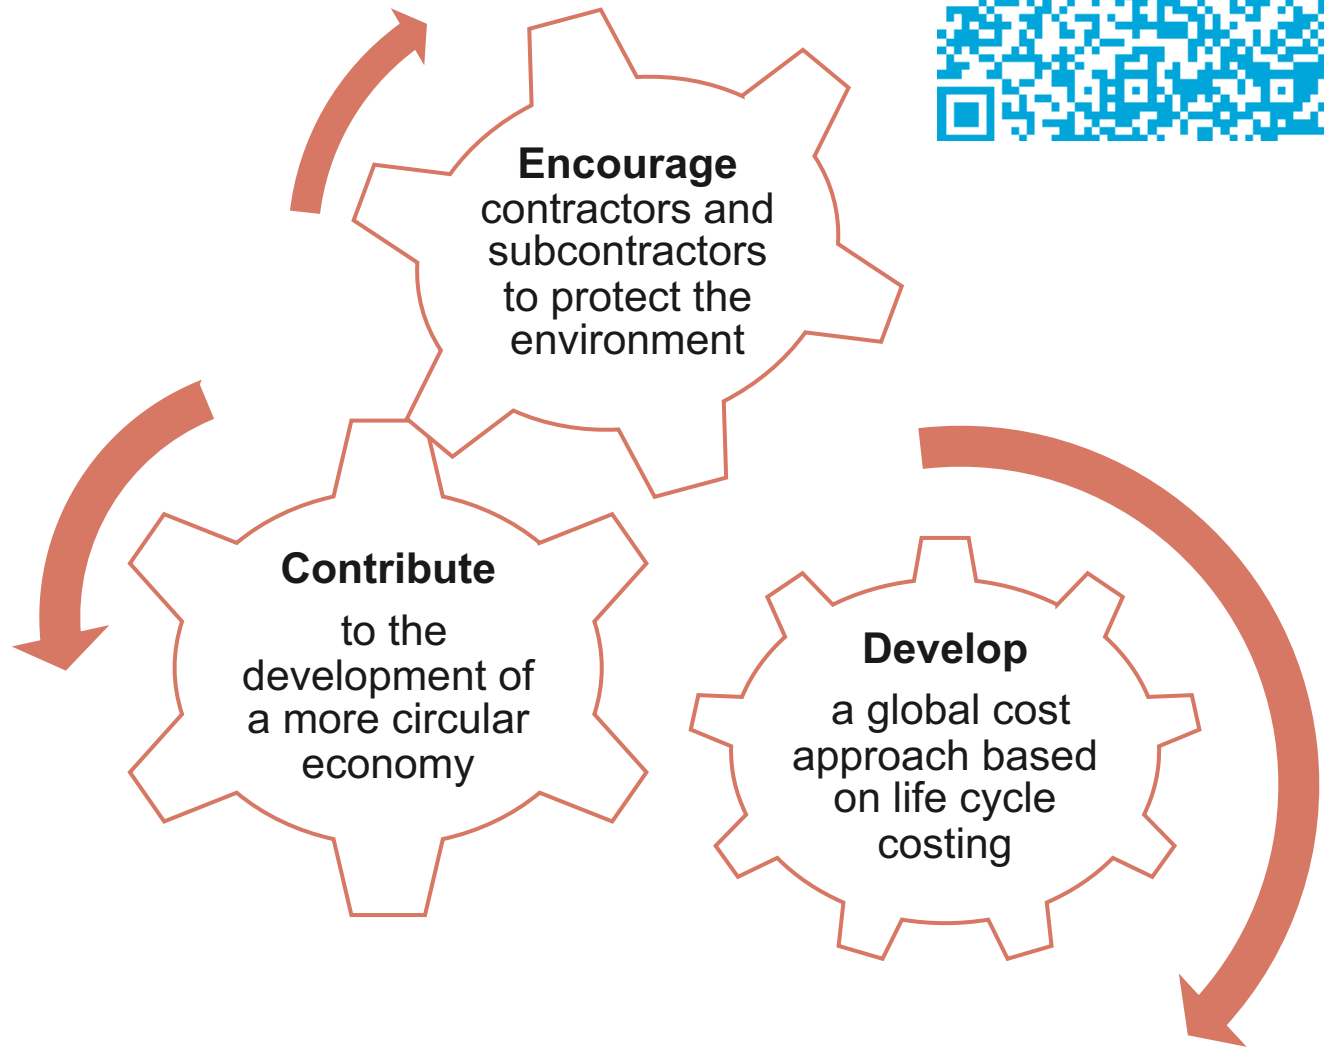 Encourage
contractors and
subcontractors
to protect the
environment
Contribute
to the
development of
a more circular
economy
Develop
a global cost
approach based
on life cycle
costing